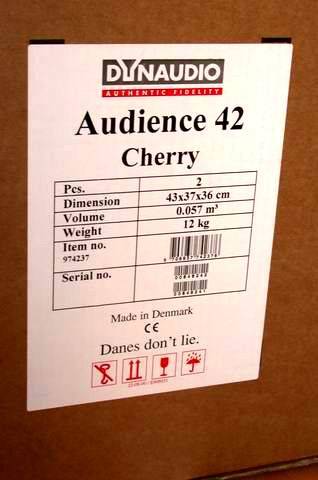 DYNAUDIO
AUTHENTIC FIDELITY
Audience 42
Cherry
Pcs. 2
Dimension 43x37x36 cm
Volume 0.057 m³
Weight 12 kg
Item no.
974237
Serial no.
Made in Denmark
CE
Danes don't lie.